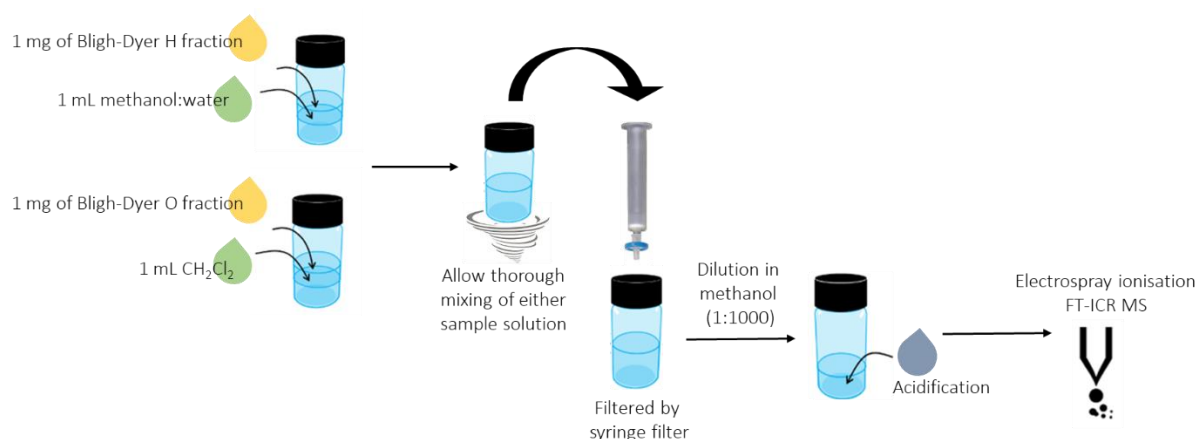 1 mg of Bligh-Dyer H fraction
1 mL methanol:water
1 mg of Bligh-Dyer O fraction
1 mL CH₂Cl₂
Allow thorough
mixing of either
sample solution
Filtered by
syringe filter
Dilution in
methanol
(1:1000)
Acidification
Electrospray ionisation
FT-ICR MS